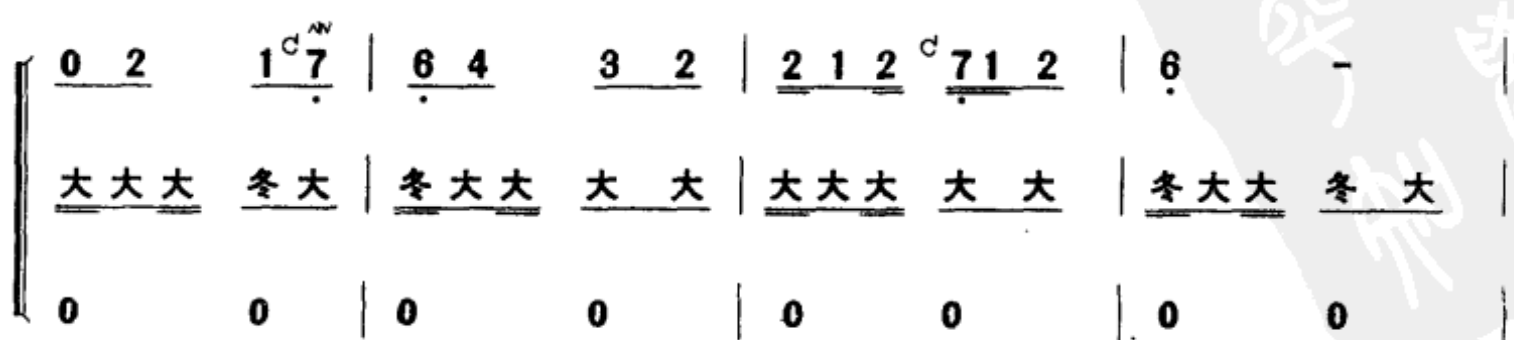 0 2 1 7 | 6 4 3 2 | 2 1 2 7 1 2 | 6 -
大 大 大 冬 大 | 冬 大 大 大 大 | 大 大 大 大 大 | 冬 大 大 冬 大
0 0 | 0 0 | 0 0 | 0 0